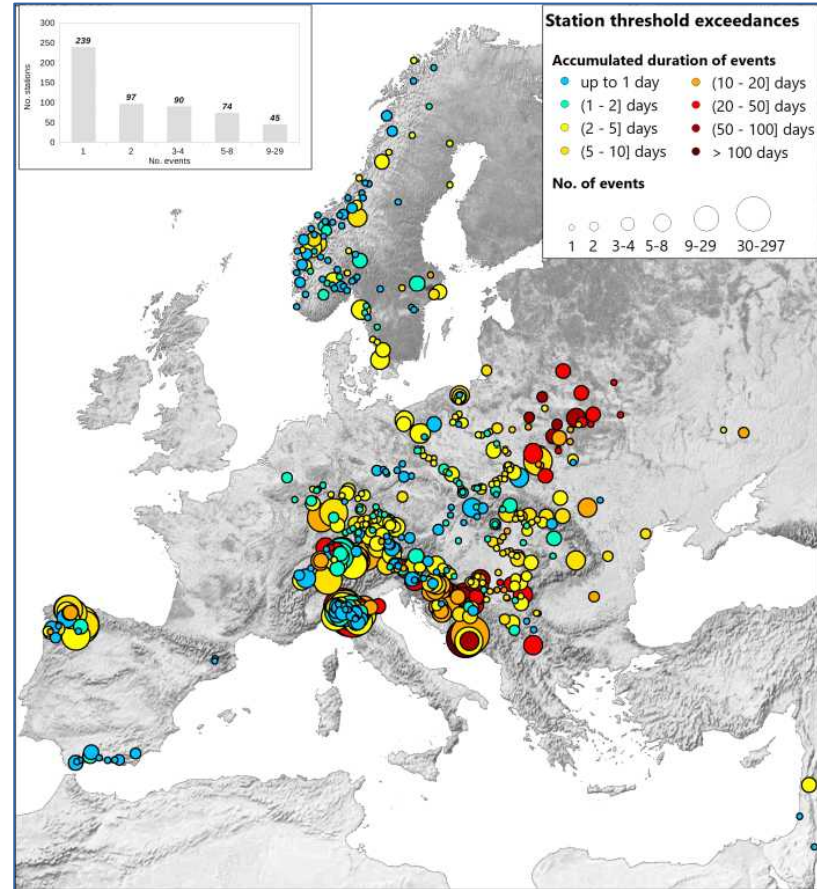 300
250
200
150
100
50
0
No. stations
239
97
90
74
45
1
2
3-4
5-8
9-29
No. events
Station threshold exceedances
Accumulated duration of events
up to 1 day
(10 - 20] days
(1 - 2] days
(20 - 50] days
(2 - 5] days
(50 - 100] days
(5 - 10] days
> 100 days
No. of events
1
2
3-4
5-8
9-29
30-297